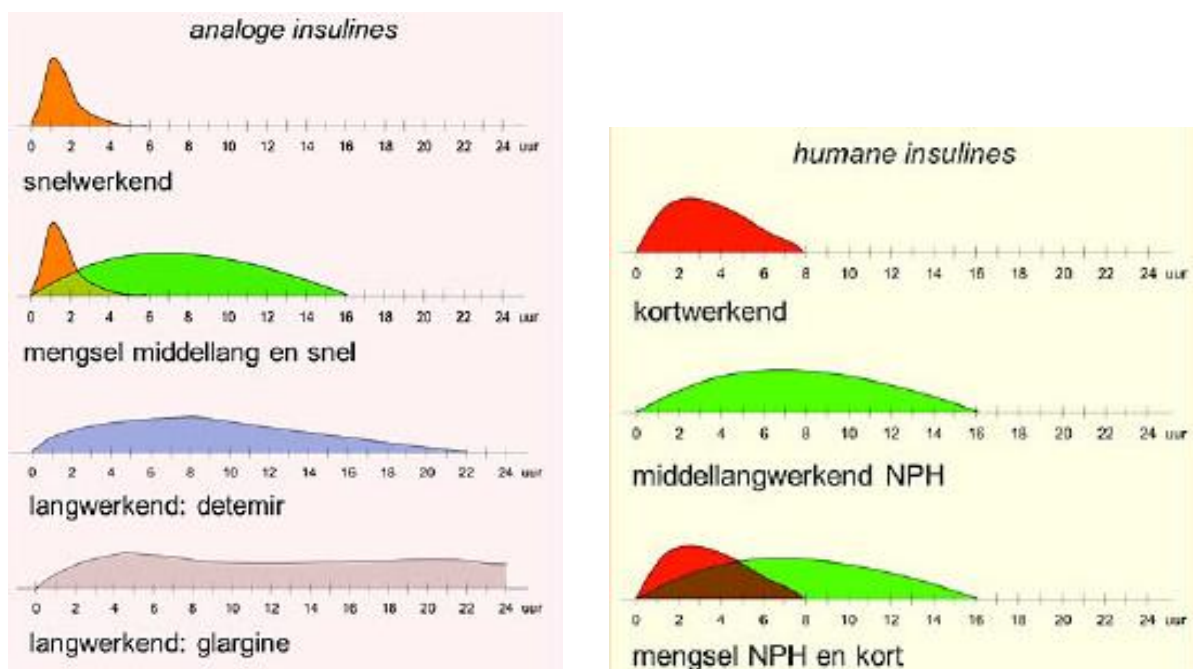 analoge insulines
0 2 4 6 8 10 12 14 16 18 20 22 24 uur
snelwerkend
0 2 4 6 8 10 12 14 16 18 20 22 24 uur
mengsel middellang en snel
0 2 4 6 8 10 12 14 16 18 20 22 24 uur
langwerkend: detemir
0 2 4 6 8 10 12 14 16 18 20 22 24 uur
langwerkend: glargine
humane insulines
0 2 4 6 8 10 12 14 16 18 20 22 24 uur
kortwerkend
0 2 4 6 8 10 12 14 16 18 20 22 24 uur
middellangwerkend NPH
0 2 4 6 8 10 12 14 16 18 20 22 24 uur
mengsel NPH en kort